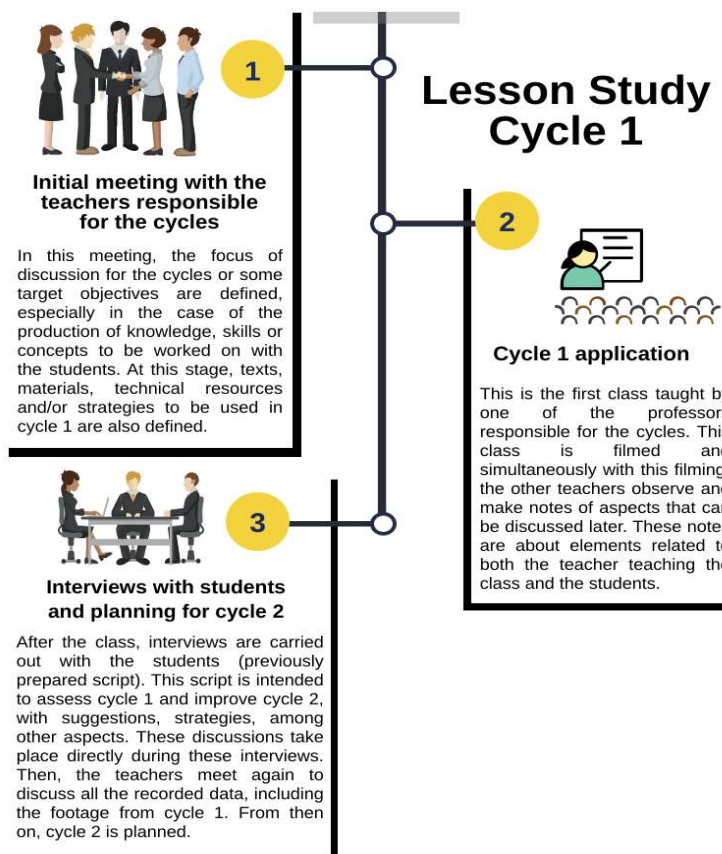 Lesson Study
Cycle 1
1
Initial meeting with the
teachers responsible
for the cycles
In this meeting, the focus of
discussion for the cycles or some
target objectives are defined,
especially in the case of the
production of knowledge, skills or
concepts to be worked on with
the students. At this stage, texts,
materials, technical resources
and/or strategies to be used in
cycle 1 are also defined.
2
Cycle 1 application
This is the first class taught by
one of the professor
responsible for the cycles. Thi
class is filmed and
simultaneously with this filming
the other teachers observe and
make notes of aspects that can
be discussed later. These note
are about elements related t
both the teacher teaching the
class and the students.
3
Interviews with students
and planning for cycle 2
After the class, interviews are carried
out with the students (previously
prepared script). This script is intended
to assess cycle 1 and improve cycle 2,
with suggestions, strategies, among
other aspects. These discussions take
place directly during these interviews.
Then, the teachers meet again to
discuss all the recorded data, including
the footage from cycle 1. From then
on, cycle 2 is planned.